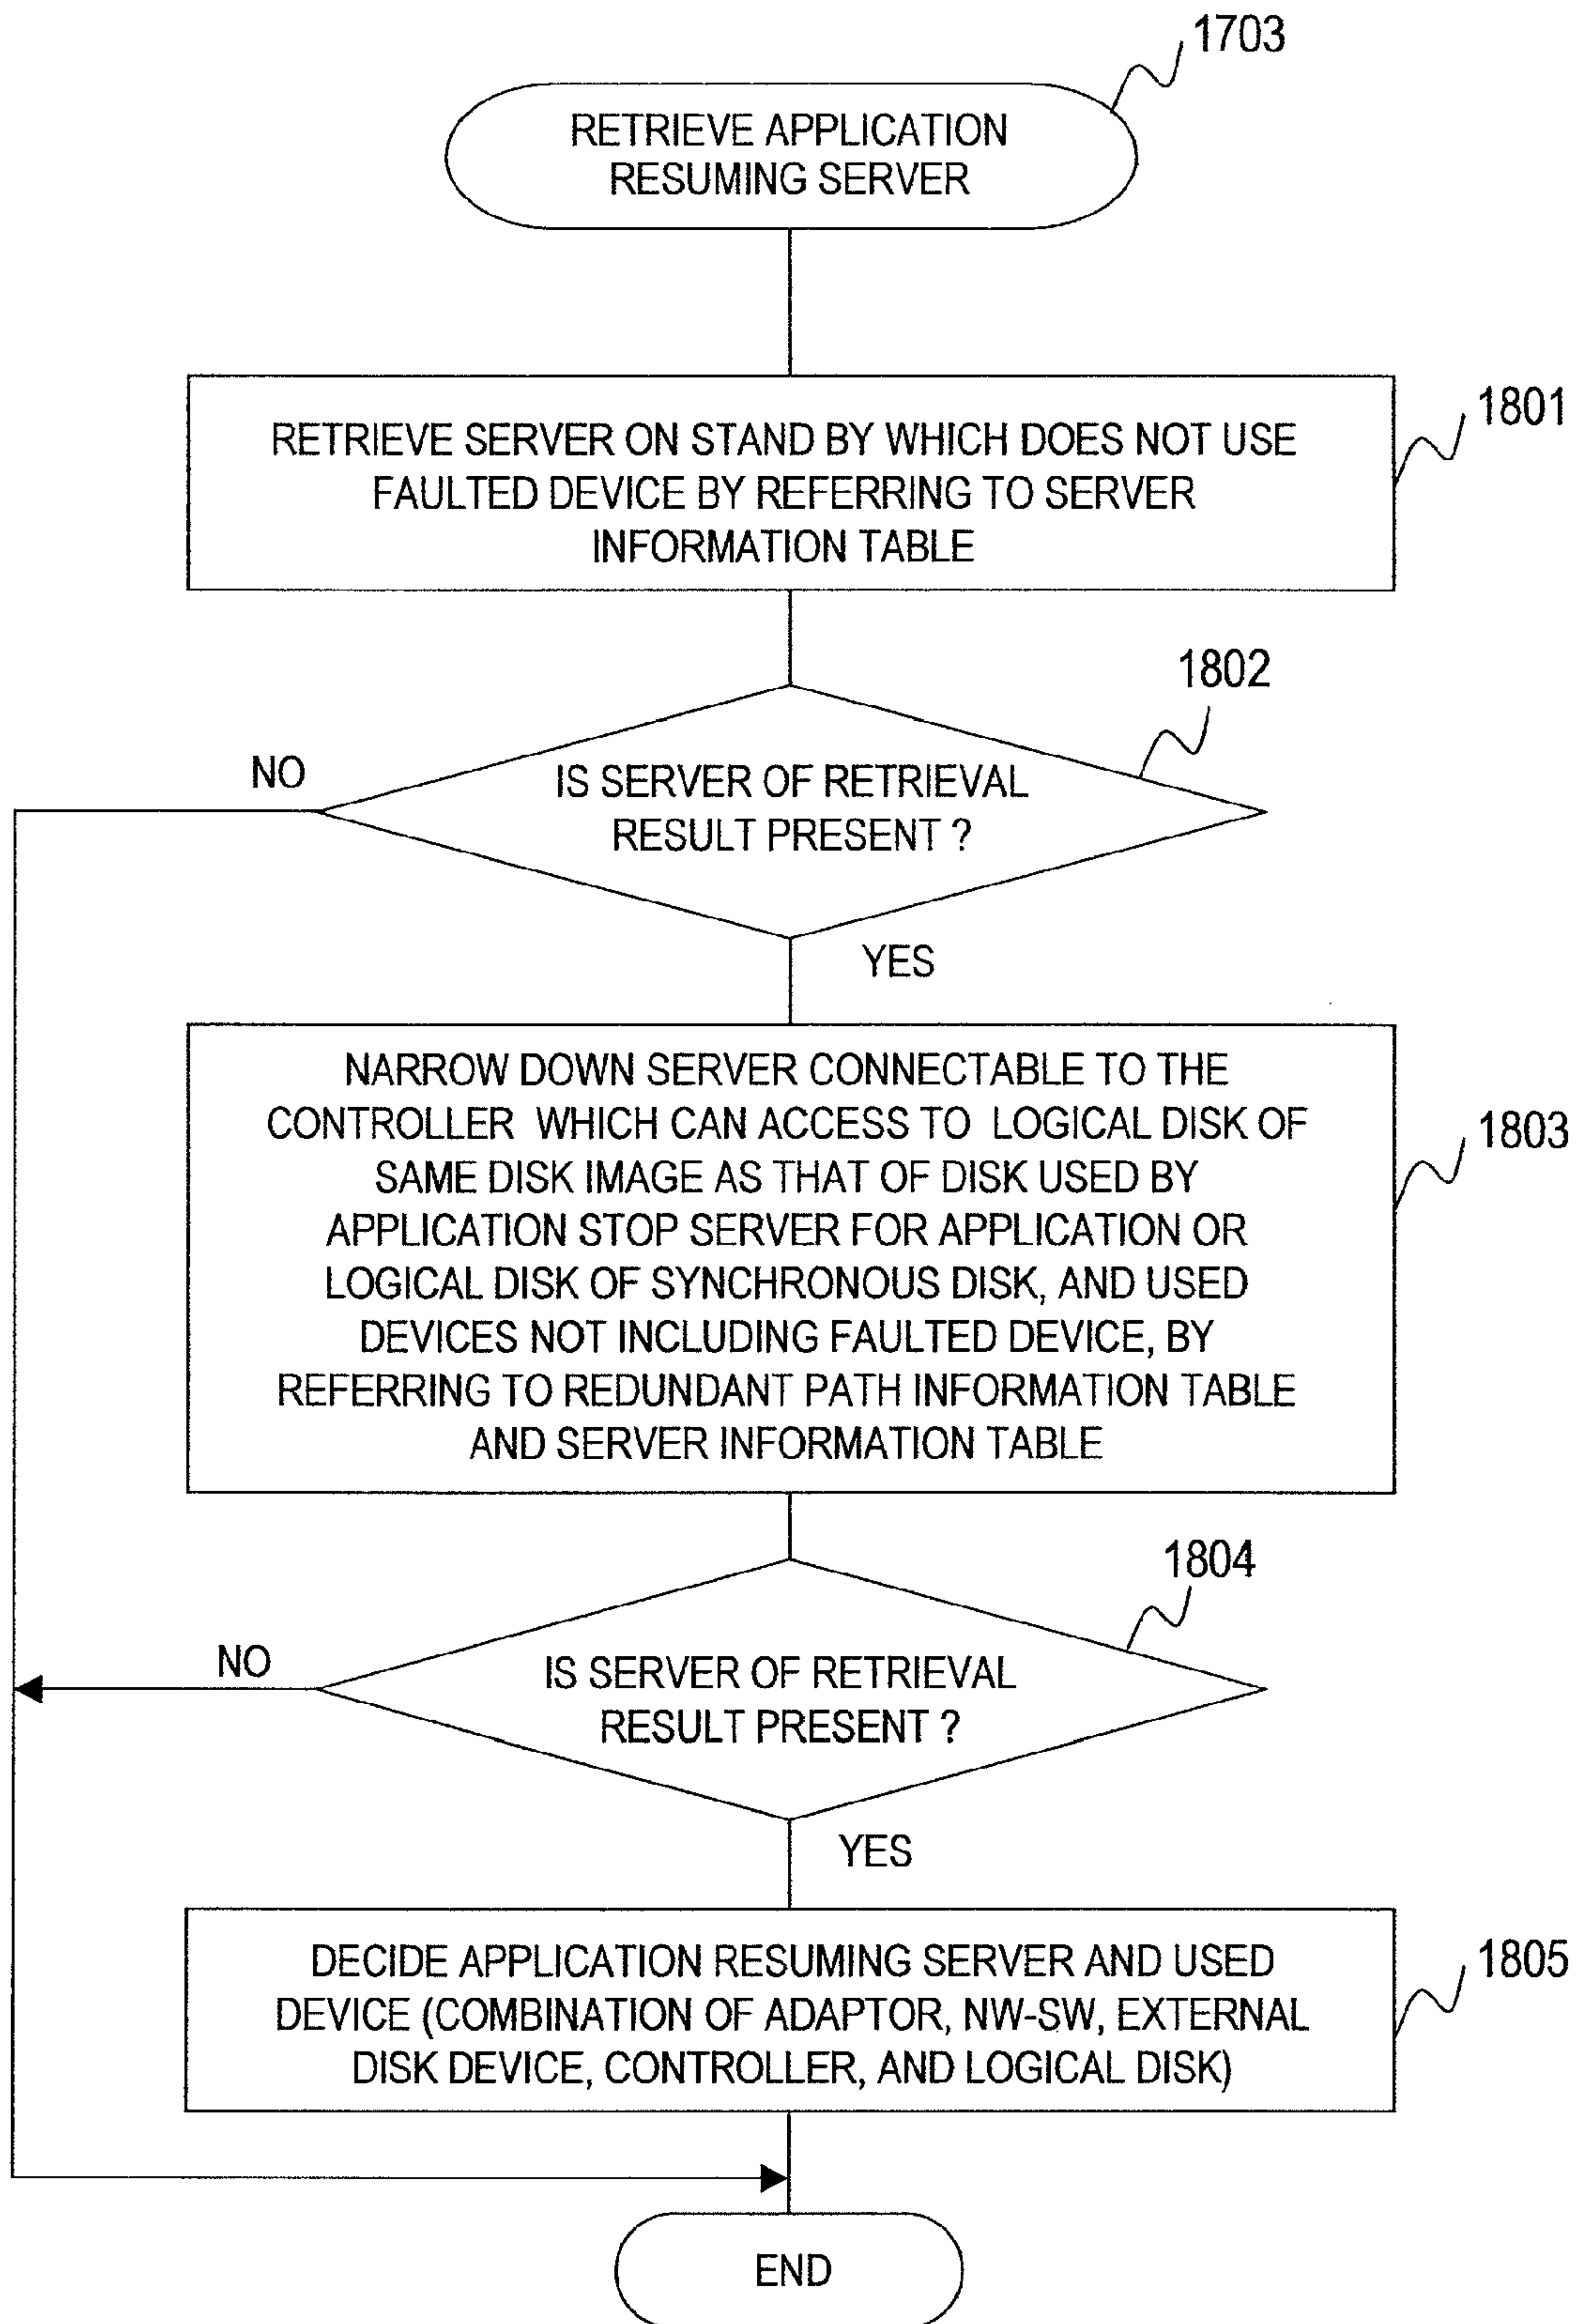 1703
RETRIEVE APPLICATION
RESUMING SERVER
1801
RETRIEVE SERVER ON STAND BY WHICH DOES NOT USE
FAULTED DEVICE BY REFERRING TO SERVER
INFORMATION TABLE
1802
NO
IS SERVER OF RETRIEVAL
RESULT PRESENT ?
YES
1803
NARROW DOWN SERVER CONNECTABLE TO THE
CONTROLLER WHICH CAN ACCESS TO LOGICAL DISK OF
SAME DISK IMAGE AS THAT OF DISK USED BY
APPLICATION STOP SERVER FOR APPLICATION OR
LOGICAL DISK OF SYNCHRONOUS DISK, AND USED
DEVICES NOT INCLUDING FAULTED DEVICE, BY
REFERRING TO REDUNDANT PATH INFORMATION TABLE
AND SERVER INFORMATION TABLE
1804
NO
IS SERVER OF RETRIEVAL
RESULT PRESENT ?
YES
1805
DECIDE APPLICATION RESUMING SERVER AND USED
DEVICE (COMBINATION OF ADAPTOR, NW-SW, EXTERNAL
DISK DEVICE, CONTROLLER, AND LOGICAL DISK)
END